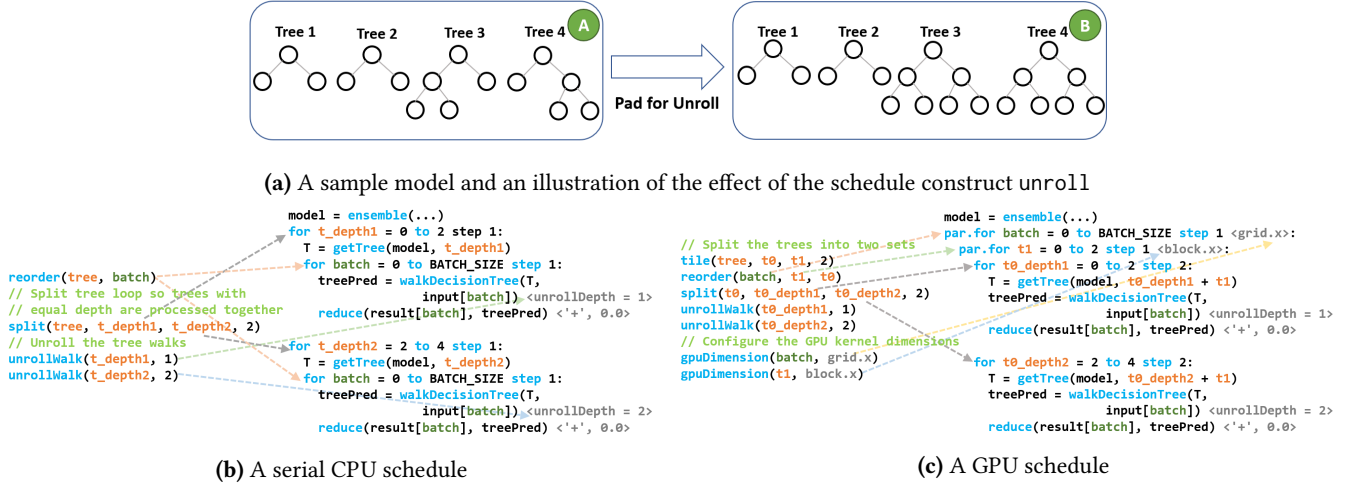 Tree 1 Tree 2 Tree 3 Tree 4 A
Pad for Unroll
Tree 1 Tree 2 Tree 3 Tree 4 B
(a) A sample model and an illustration of the effect of the schedule construct unroll
reorder(tree, batch)
// Split tree loop so trees with
// equal depth are processed together
split(tree, t_depth1, t_depth2, 2)
// Unroll the tree walks
unrollWalk(t_depth1, 1)
unrollWalk(t_depth2, 2)
model = ensemble(...)
for t_depth1 = 0 to 2 step 1:
T = getTree(model, t_depth1)
for batch = 0 to BATCH_SIZE step 1:
treePred = walkDecisionTree(T,
input[batch]) <unrollDepth = 1>
reduce(result[batch], treePred) <'+', 0.0>
for t_depth2 = 2 to 4 step 1:
T = getTree(model, t_depth2)
for batch = 0 to BATCH_SIZE step 1:
treePred = walkDecisionTree(T,
input[batch]) <unrollDepth = 2>
reduce(result[batch], treePred) <'+', 0.0>
(b) A serial CPU schedule
// Split the trees into two sets
tile(tree, t0, t1, 2)
reorder(batch, t1, t0)
split(t0, t0_depth1, t0_depth2, 2)
unrollWalk(t0_depth1, 1)
unrollWalk(t0_depth2, 2)
// Configure the GPU kernel dimensions
gpuDimension(batch, grid.x)
gpuDimension(t1, block.x)
model = ensemble(...)
par.for batch = 0 to BATCH_SIZE step 1 <grid.x>:
par.for t1 = 0 to 2 step 1 <block.x>:
for t0_depth1 = 0 to 2 step 2:
T = getTree(model, t0_depth1 + t1)
treePred = walkDecisionTree(T,
input[batch]) <unrollDepth = 1>
reduce(result[batch], treePred) <'+', 0.0>
for t0_depth2 = 2 to 4 step 2:
T = getTree(model, t0_depth2 + t1)
treePred = walkDecisionTree(T,
input[batch]) <unrollDepth = 2>
reduce(result[batch], treePred) <'+', 0.0>
(c) A GPU schedule